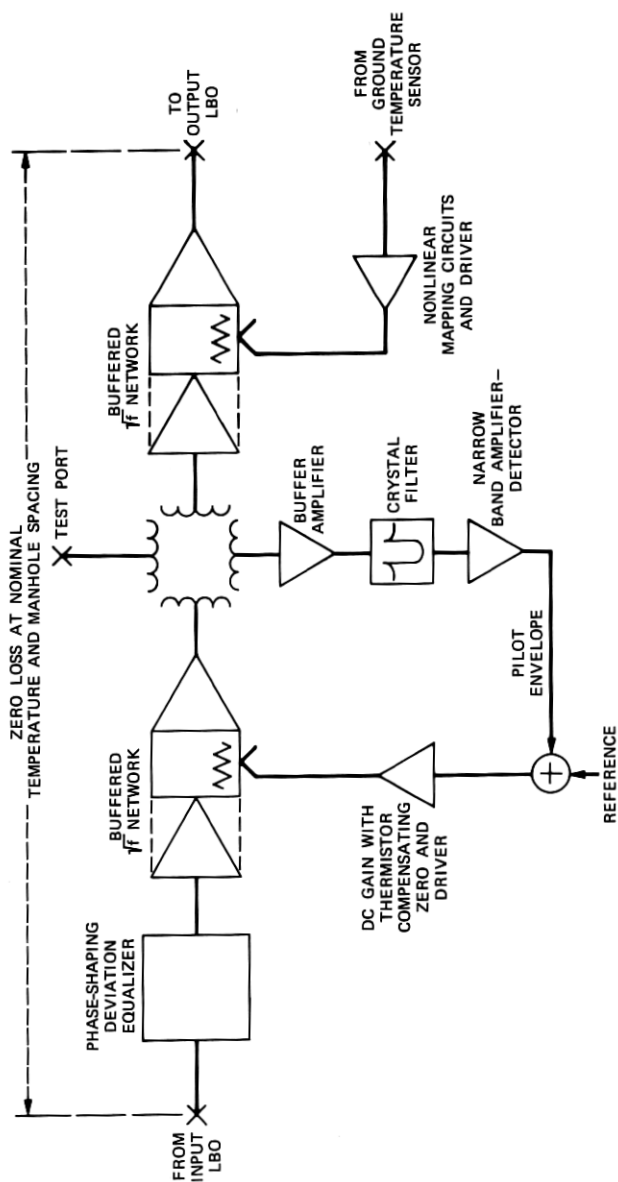 ZERO LOSS AT NOMINAL
TEMPERATURE AND MANHOLE SPACING
FROM
INPUT
LBO
PHASE-SHAPING
DEVIATION
EQUALIZER
BUFFERED
√f NETWORK
TEST PORT
BUFFERED
√f NETWORK
TO
OUTPUT
LBO
DC GAIN WITH
THERMISTOR
COMPENSATING
ZERO AND
DRIVER
BUFFER
AMPLIFIER
CRYSTAL
FILTER
NARROW
BAND AMPLIFIER–
DETECTOR
PILOT
ENVELOPE
+
REFERENCE
NONLINEAR
MAPPING CIRCUITS
AND DRIVER
FROM
GROUND
TEMPERATURE
SENSOR